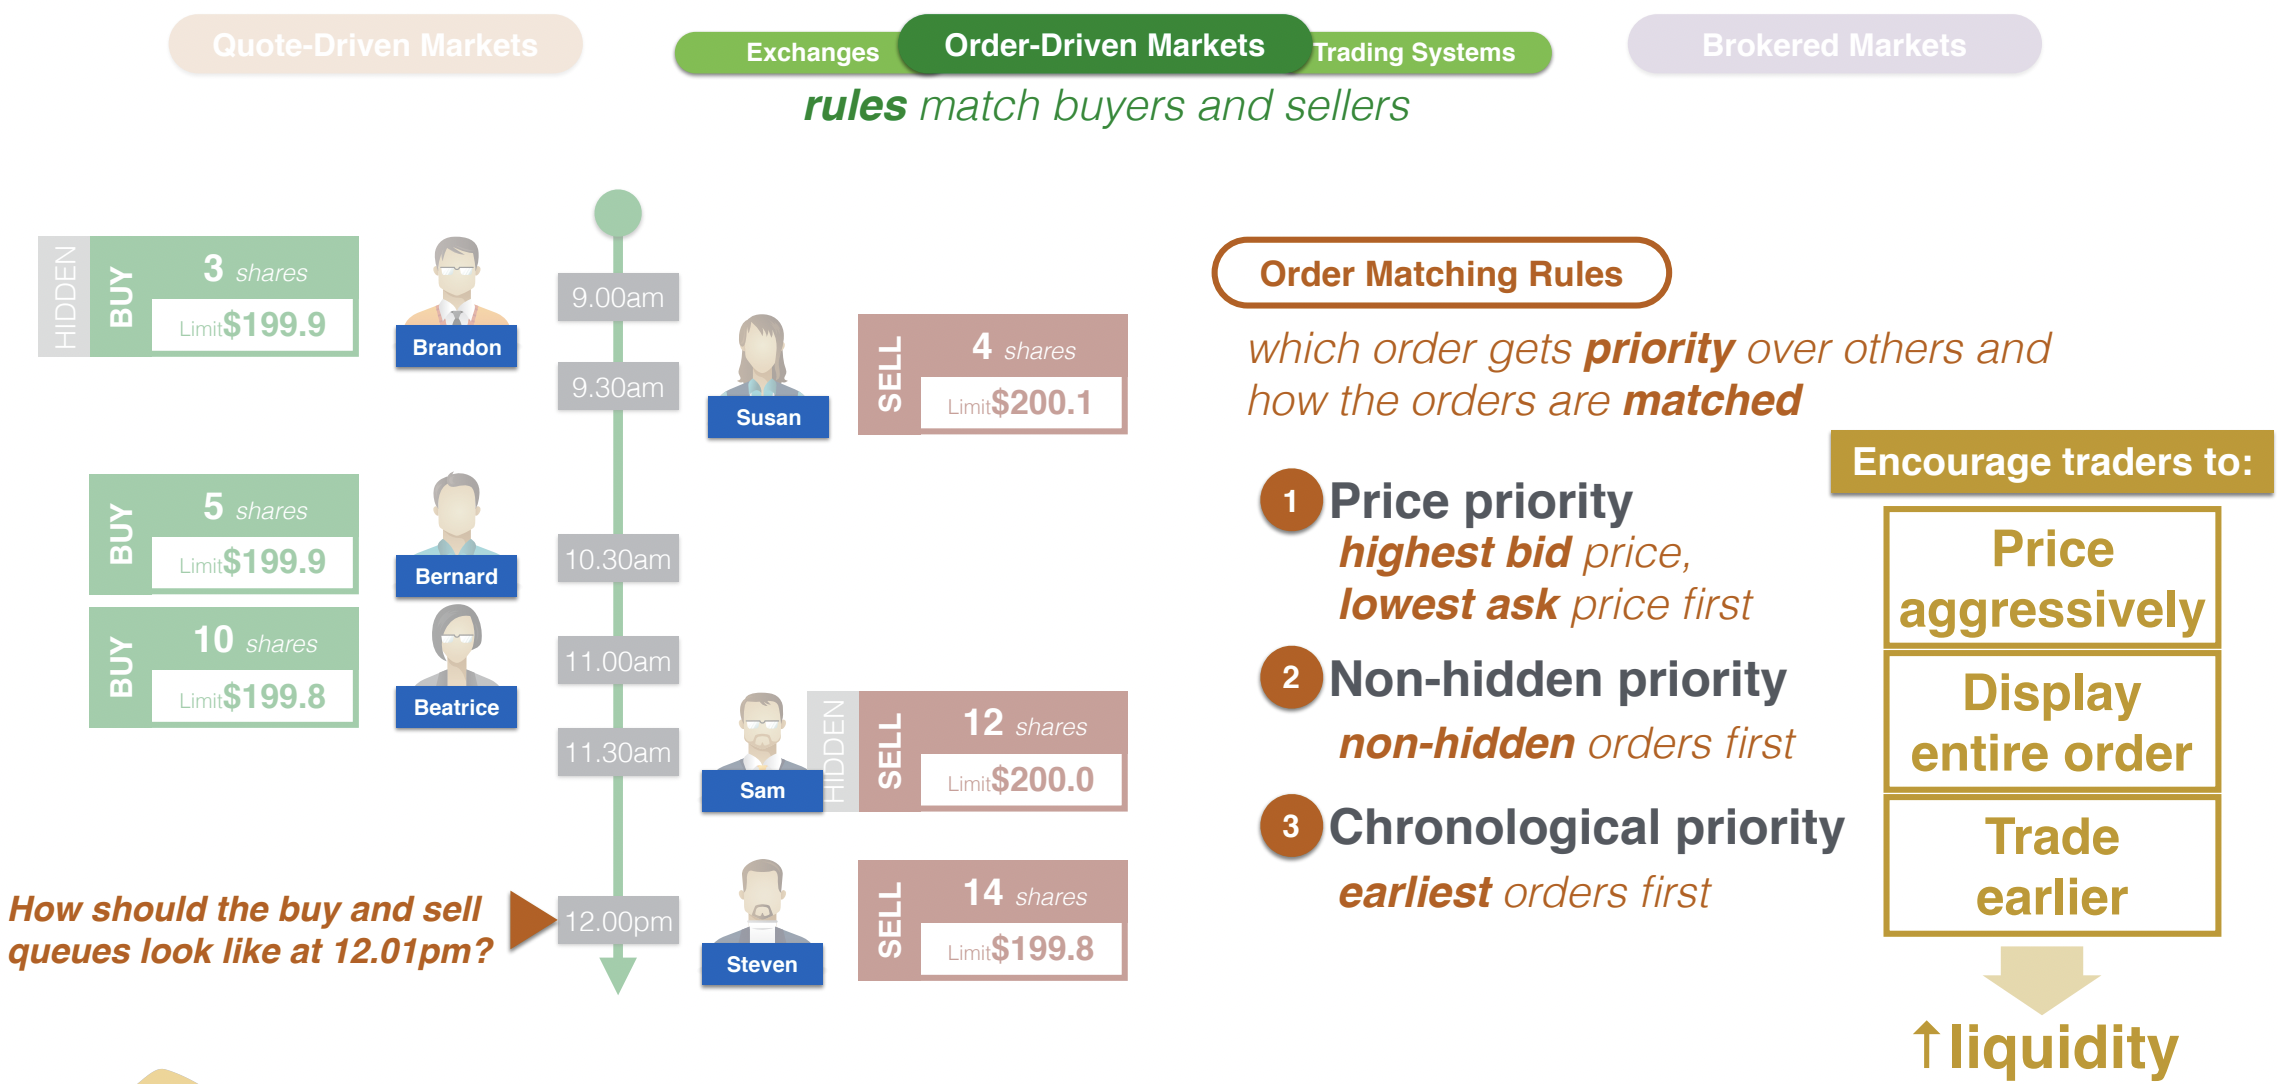 Quote-Driven Markets
Exchanges
Order-Driven Markets
Trading Systems
Brokered Markets
rules match buyers and sellers
HIDDEN
BUY
3 shares
Limit $199.9
Brandon
9.00am
9.30am
Susan
SELL
4 shares
Limit $200.1
BUY
5 shares
Limit $199.9
Bernard
10.30am
BUY
10 shares
Limit $199.8
Beatrice
11.00am
11.30am
Sam
HIDDEN
SELL
12 shares
Limit $200.0
How should the buy and sell
queues look like at 12.01pm?
12.00pm
Steven
SELL
14 shares
Limit $199.8
Order Matching Rules
which order gets priority over others and
how the orders are matched
1 Price priority
highest bid price,
lowest ask price first
2 Non-hidden priority
non-hidden orders first
3 Chronological priority
earliest orders first
Encourage traders to:
Price
aggressively
Display
entire order
Trade
earlier
↑liquidity